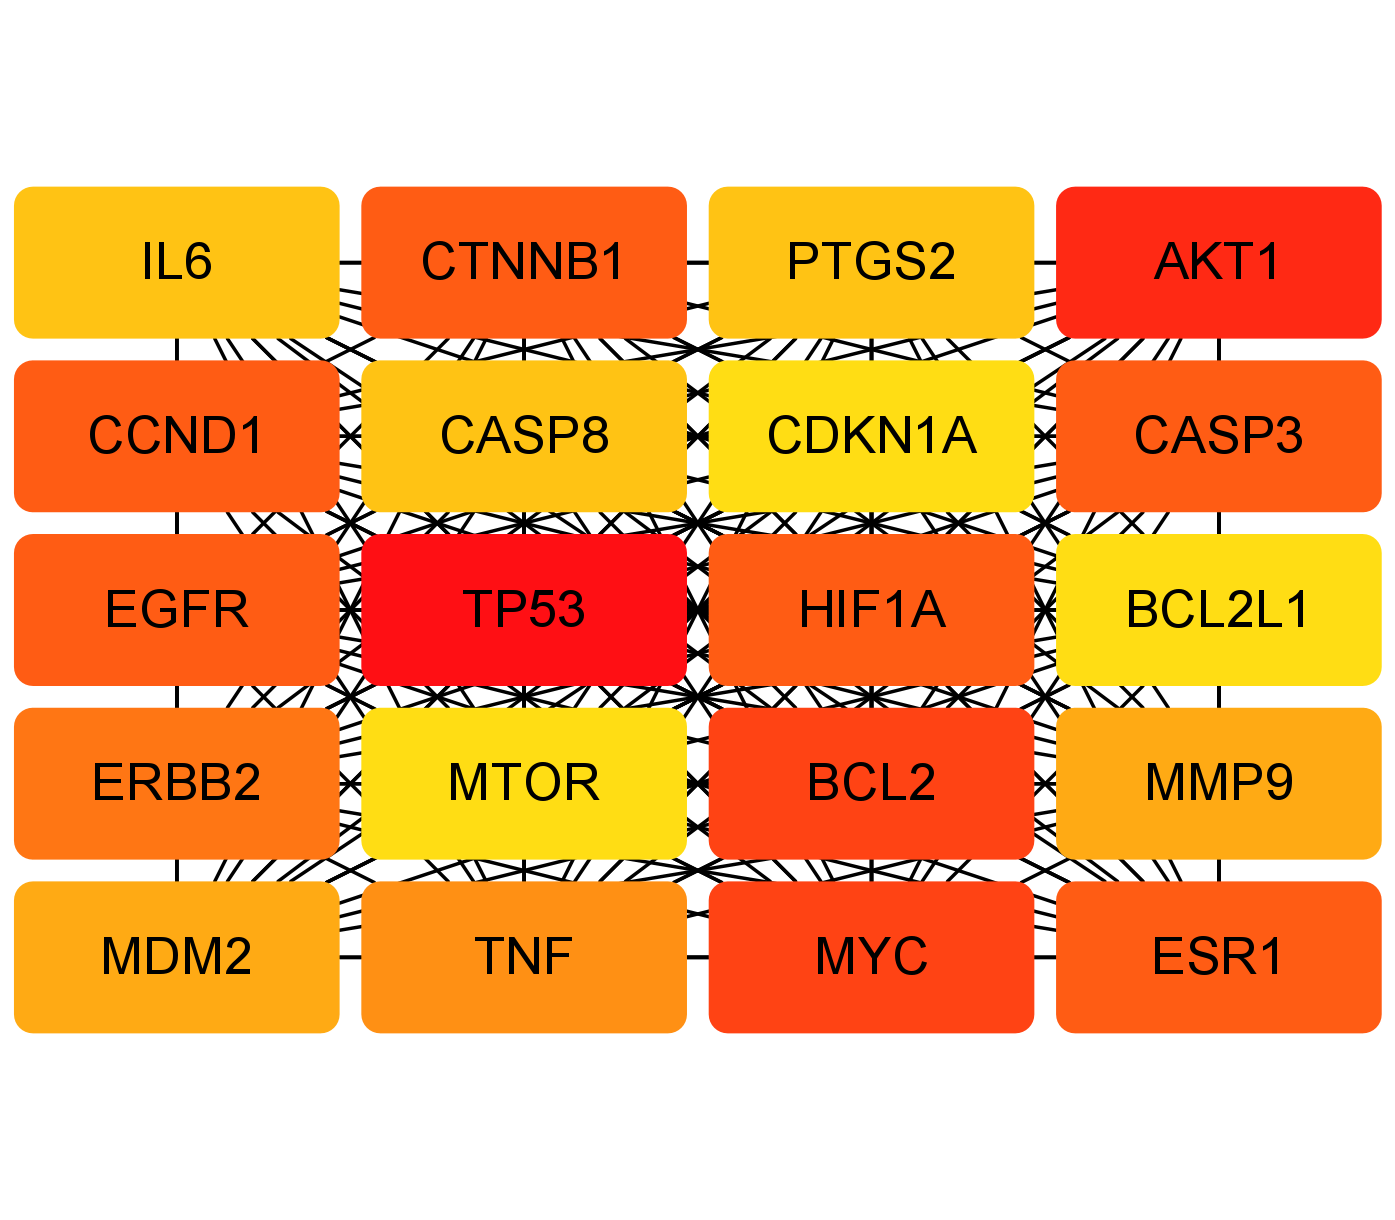 IL6
CTNNB1
PTGS2
AKT1
CCND1
CASP8
CDKN1A
CASP3
EGFR
TP53
HIF1A
BCL2L1
ERBB2
MTOR
BCL2
MMP9
MDM2
TNF
MYC
ESR1